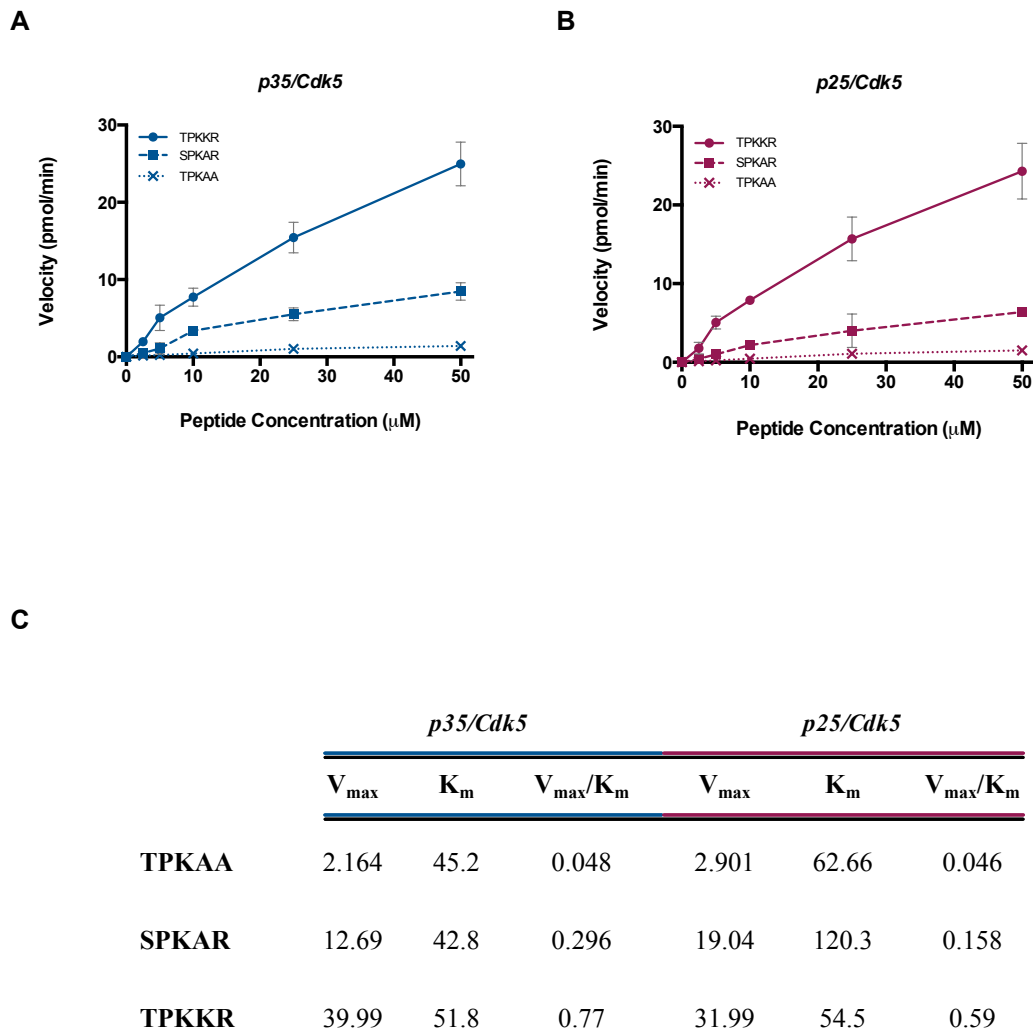 A
p35/Cdk5
30
20
10
0
TPKKR
SPKAR
TPKAA
Velocity (pmol/min)
0 10 20 30 40 50
Peptide Concentration (μM)
B
p25/Cdk5
30
20
10
0
TPKKR
SPKAR
TPKAA
Velocity (pmol/min)
0 10 20 30 40 50
Peptide Concentration (μM)
C
p35/Cdk5 p25/Cdk5
Vmax Km Vmax/Km Vmax Km Vmax/Km
TPKAA 2.164 45.2 0.048 2.901 62.66 0.046
SPKAR 12.69 42.8 0.296 19.04 120.3 0.158
TPKKR 39.99 51.8 0.77 31.99 54.5 0.59